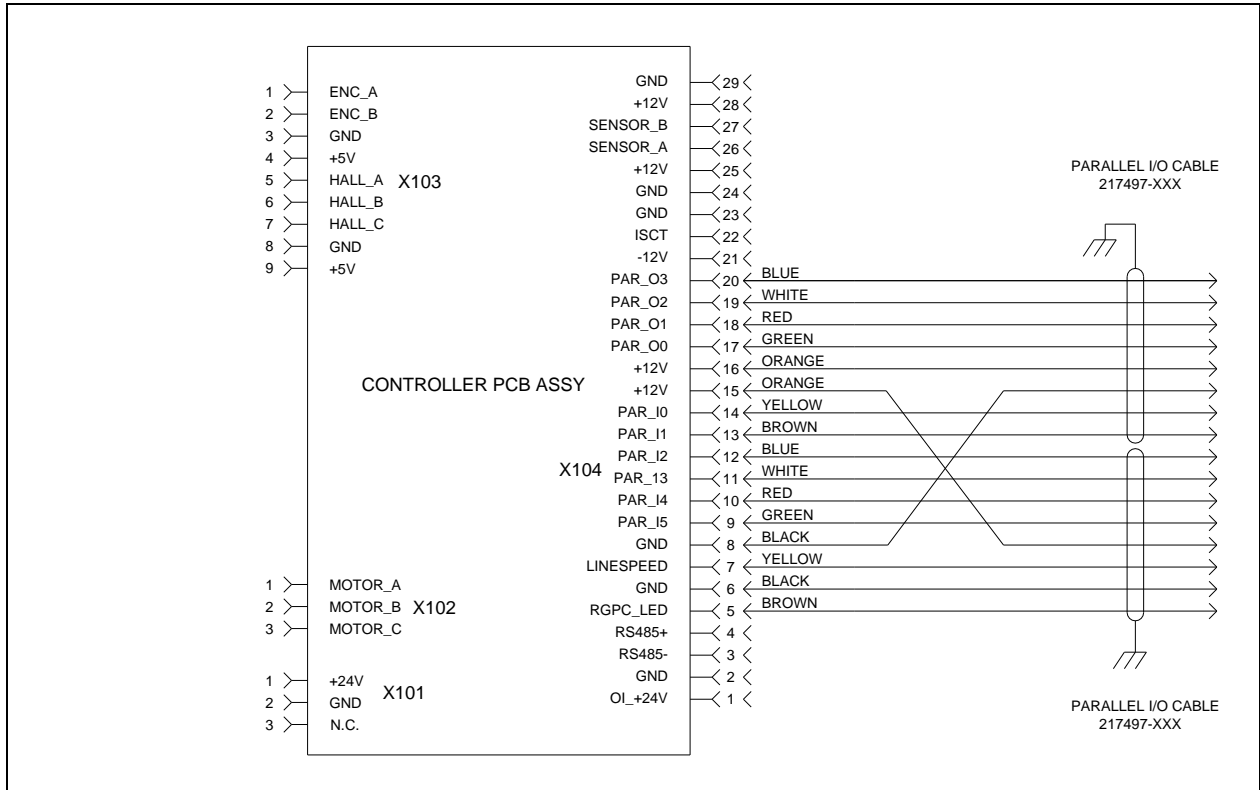 1 ENC_A
2 ENC_B
3 GND
4 +5V
5 HALL_A X103
6 HALL_B
7 HALL_C
8 GND
9 +5V
CONTROLLER PCB ASSY
1 MOTOR_A
2 MOTOR_B X102
3 MOTOR_C
1 +24V
2 GND X101
3 N.C.
GND 29
+12V 28
SENSOR_B 27
SENSOR_A 26
+12V 25
GND 24
GND 23
ISCT 22
-12V 21
PAR_O3 20 BLUE
PAR_O2 19 WHITE
PAR_O1 18 RED
PAR_O0 17 GREEN
+12V 16 ORANGE
+12V 15 ORANGE
PAR_I0 14 YELLOW
PAR_I1 13 BROWN
PAR_I2 12 BLUE
X104 PAR_13 11 WHITE
PAR_I4 10 RED
PAR_I5 9 GREEN
GND 8 BLACK
LINESPEED 7 YELLOW
GND 6 BLACK
RGPC_LED 5 BROWN
RS485+ 4
RS485- 3
GND 2
OI_+24V 1
PARALLEL I/O CABLE
217497-XXX
PARALLEL I/O CABLE
217497-XXX